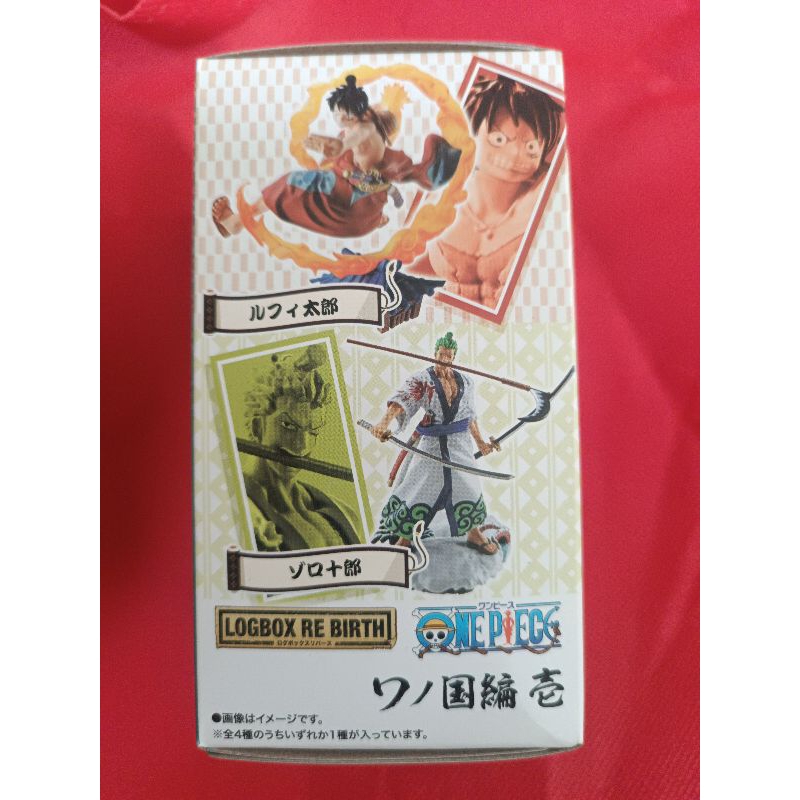 ルフィ太郎
ゾロ十郎
LOGBOX RE BIRTH
ログボックスリバース
ワンピース
ONE PIECE
ワノ国編 壱
●画像はイメージです。
※全4種のうちいずれか1種が入っています。